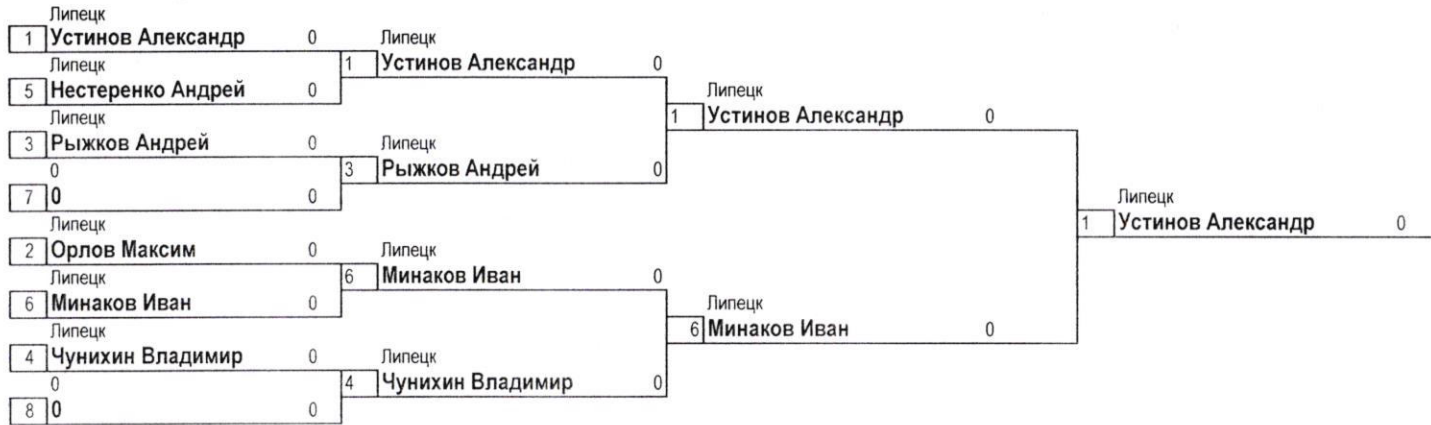 Липецк
1 Устинов Александр 0
Липецк
5 Нестеренко Андрей 0
Липецк
3 Рыжков Андрей 0
0
7 0 0
Липецк
2 Орлов Максим 0
Липецк
6 Минаков Иван 0
Липецк
4 Чунихин Владимир 0
0
8 0 0
Липецк
1 Устинов Александр 0
Липецк
3 Рыжков Андрей 0
Липецк
6 Минаков Иван 0
Липецк
4 Чунихин Владимир 0
Липецк
1 Устинов Александр 0
Липецк
6 Минаков Иван 0
Липецк
1 Устинов Александр 0